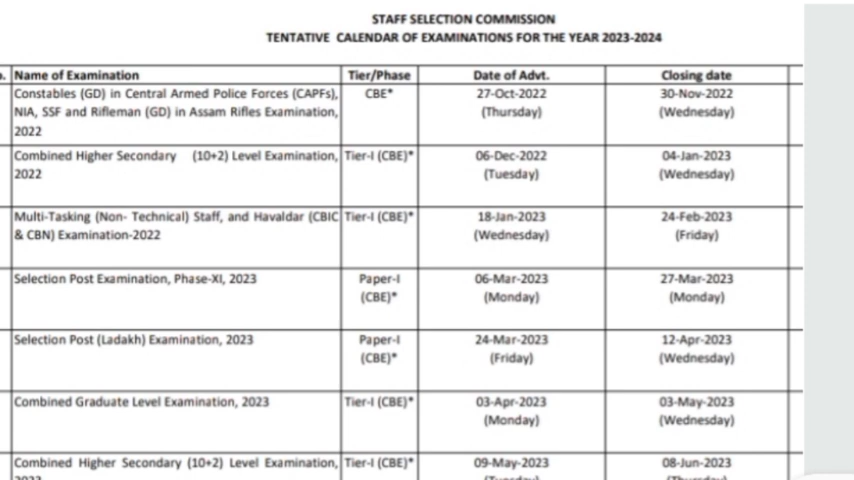 STAFF SELECTION COMMISSION
TENTATIVE CALENDAR OF EXAMINATIONS FOR THE YEAR 2023-2024
Name of Examination Tier/Phase Date of Advt. Closing date
Constables (GD) in Central Armed Police Forces (CAPFs), CBE* 27-Oct-2022 30-Nov-2022
NIA, SSF and Rifleman (GD) in Assam Rifles Examination, (Thursday) (Wednesday)
2022
Combined Higher Secondary (10+2) Level Examination, Tier-I (CBE)* 06-Dec-2022 04-Jan-2023
2022 (Tuesday) (Wednesday)
Multi-Tasking (Non- Technical) Staff, and Havaldar (CBIC Tier-I (CBE)* 18-Jan-2023 24-Feb-2023
& CBN) Examination-2022 (Wednesday) (Friday)
Selection Post Examination, Phase-XI, 2023 Paper-I 06-Mar-2023 27-Mar-2023
(CBE)* (Monday) (Monday)
Selection Post (Ladakh) Examination, 2023 Paper-I 24-Mar-2023 12-Apr-2023
(CBE)* (Friday) (Wednesday)
Combined Graduate Level Examination, 2023 Tier-I (CBE)* 03-Apr-2023 03-May-2023
(Monday) (Wednesday)
Combined Higher Secondary (10+2) Level Examination, Tier-I (CBE)* 09-May-2023 08-Jun-2023